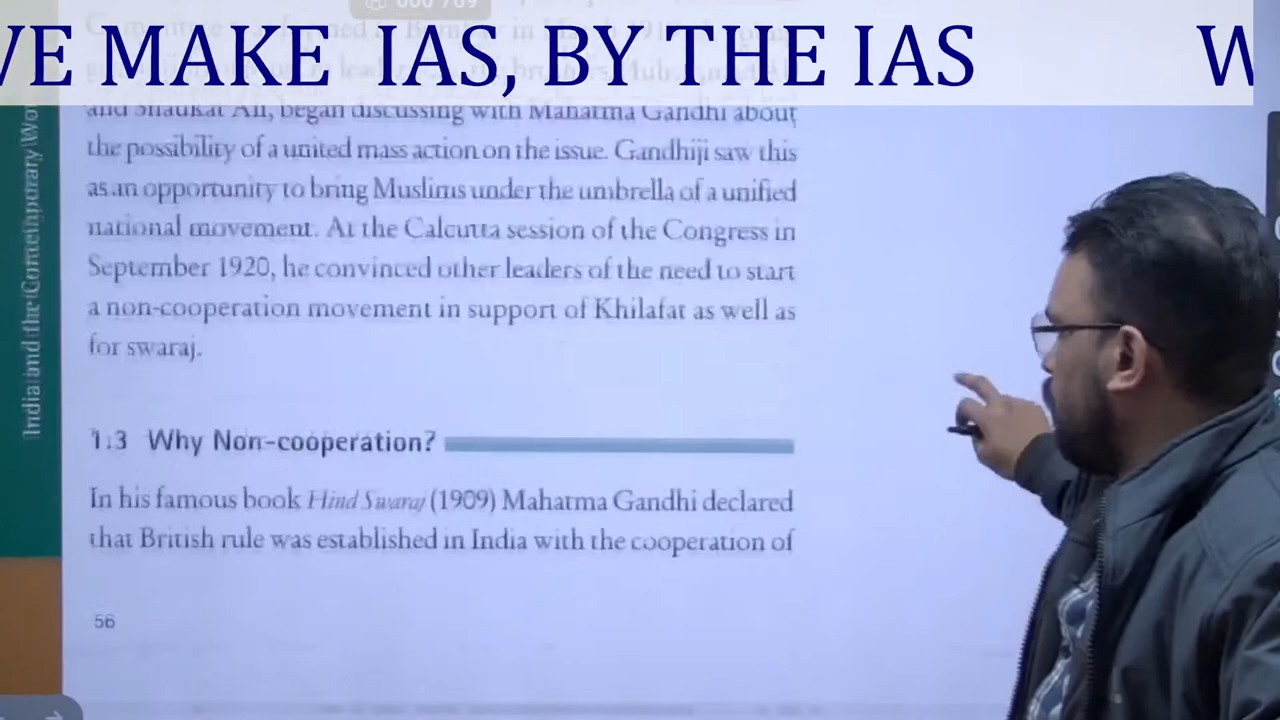 WE MAKE IAS, BY THE IAS W
and Shaukat Ali, began discussing with Mahatma Gandhi about
the possibility of a united mass action on the issue. Gandhiji saw this
as an opportunity to bring Muslims under the umbrella of a unified
national movement. At the Calcutta session of the Congress in
September 1920, he convinced other leaders of the need to start
a non-cooperation movement in support of Khilafat as well as
for swaraj.
1.3 Why Non-cooperation?
In his famous book Hind Swaraj (1909) Mahatma Gandhi declared
that British rule was established in India with the cooperation of
56
India and the Contemporary Wo